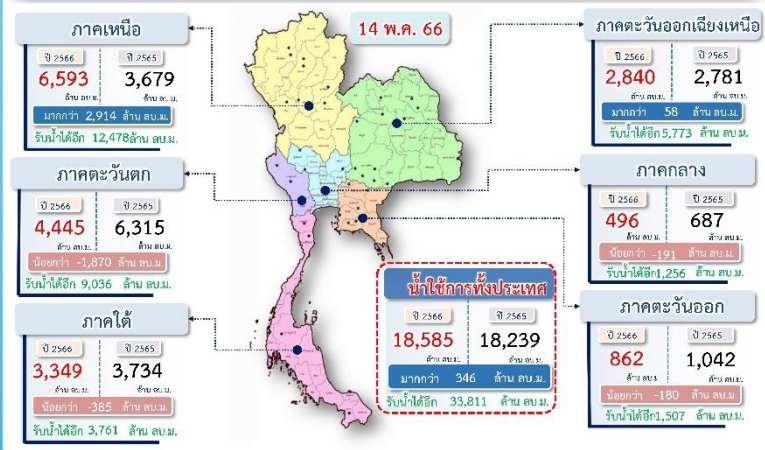 ภาคเหนือ
ปี 2566 ปี 2565
6,593 3,679
ล้าน ลบ.ม. ล้าน ลบ.ม.
มากกว่า 2,914 ล้าน ลบ.ม.
รับน้ำได้อีก 12,478ล้าน ลบ.ม.
14 พ.ค. 66
ภาคตะวันออกเฉียงเหนือ
ปี 2566 ปี 2565
2,840 2,781
ล้าน ลบ.ม. ล้าน ลบ.ม.
มากกว่า 58 ล้าน ลบ.ม.
รับน้ำได้อีก5,773 ล้าน ลบ.ม.
ภาคตะวันตก
ปี 2566 ปี 2565
4,445 6,315
ล้าน ลบ.ม. ล้าน ลบ.ม.
น้อยกว่า -1,870 ล้าน ลบ.ม.
รับน้ำได้อีก 9,036 ล้าน ลบ.ม.
ภาคกลาง
ปี 2566 ปี 2565
496 687
ล้าน ลบ.ม. ล้าน ลบ.ม.
น้อยกว่า -191 ล้าน ลบ.ม.
รับน้ำได้อีก1,256 ล้าน ลบ.ม.
ภาคใต้
ปี 2566 ปี 2565
3,349 3,734
ล้าน ลบ.ม. ล้าน ลบ.ม.
น้อยกว่า -385 ล้าน ลบ.ม.
รับน้ำได้อีก 3,761 ล้าน ลบ.ม.
น้ำใช้การทั้งประเทศ
ปี 2566 ปี 2565
18,585 18,239
ล้าน ลบ.ม. ล้าน ลบ.ม.
มากกว่า 346 ล้าน ลบ.ม.
รับน้ำได้อีก 33,811 ล้าน ลบ.ม.
ภาคตะวันออก
ปี 2566 ปี 2565
862 1,042
ล้าน ลบ.ม. ล้าน ลบ.ม.
น้อยกว่า -180 ล้าน ลบ.ม.
รับน้ำได้อีก1,507 ล้าน ลบ.ม.